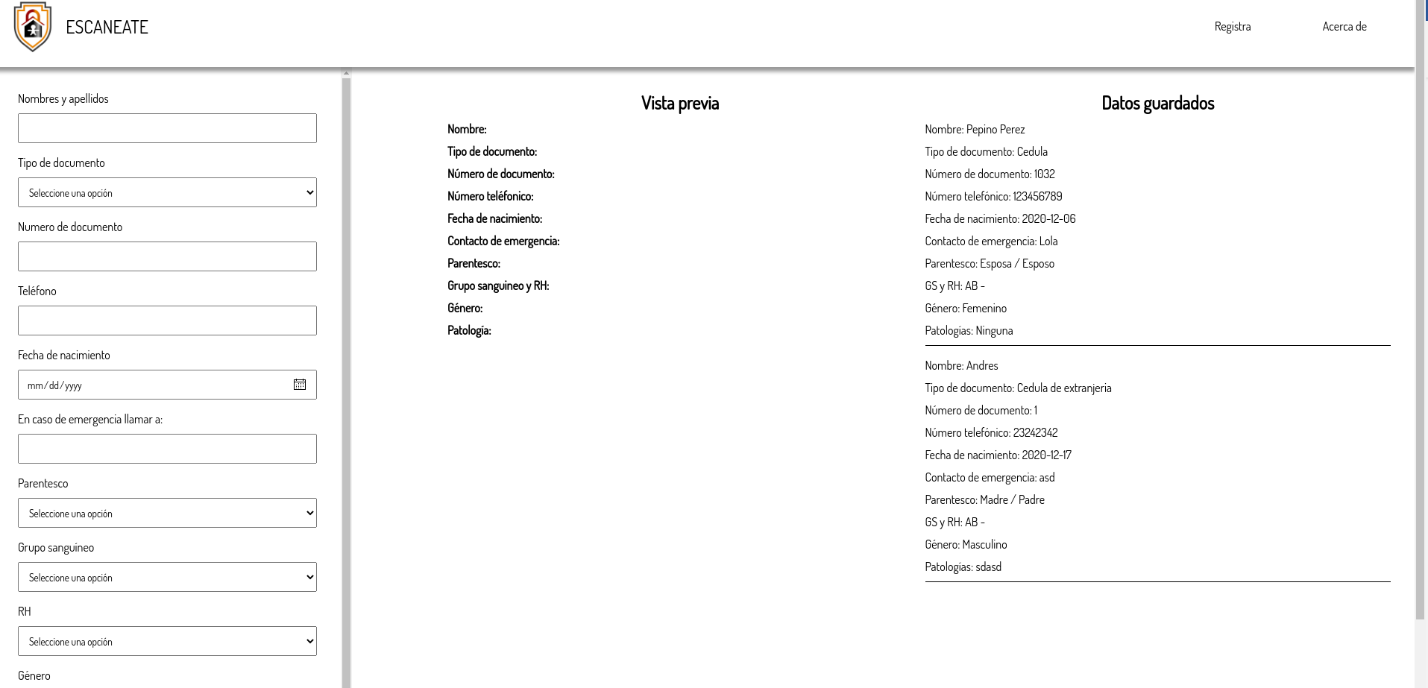 ESCANEATE
Registra
Acerca de
Nombres y apellidos
Tipo de documento
Seleccione una opción
Numero de documento
Teléfono
Fecha de nacimiento
mm/dd/yyyy
En caso de emergencia llamar a:
Parentesco
Seleccione una opción
Grupo sanguineo
Seleccione una opción
RH
Seleccione una opción
Género
Vista previa
Nombre:
Tipo de documento:
Número de documento:
Número teléfonico:
Fecha de nacimiento:
Contacto de emergencia:
Parentesco:
Grupo sanguineo y RH:
Género:
Patologia:
Datos guardados
Nombre: Pepino Perez
Tipo de documento: Cedula
Número de documento: 1032
Número telefónico: 123456789
Fecha de nacimiento: 2020-12-06
Contacto de emergencia: Lola
Parentesco: Esposa / Esposo
GS y RH: AB -
Género: Femenino
Patologias: Ninguna
Nombre: Andres
Tipo de documento: Cedula de extranjeria
Número de documento: 1
Número telefónico: 23242342
Fecha de nacimiento: 2020-12-17
Contacto de emergencia: asd
Parentesco: Madre / Padre
GS y RH: AB -
Género: Masculino
Patologias: sdasd